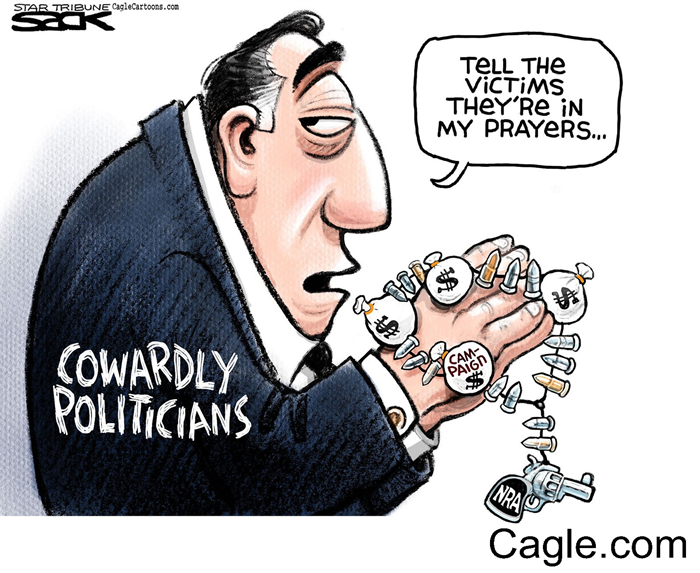 STAR TRIBUNE CagleCartoons.com
SACK
TELL THE
VICTIMS
THEY'RE IN
MY PRAYERS...
$
$
$
CAM-
PAIGN
$
COWARDLY
POLITICIANS
NRA
Cagle.com